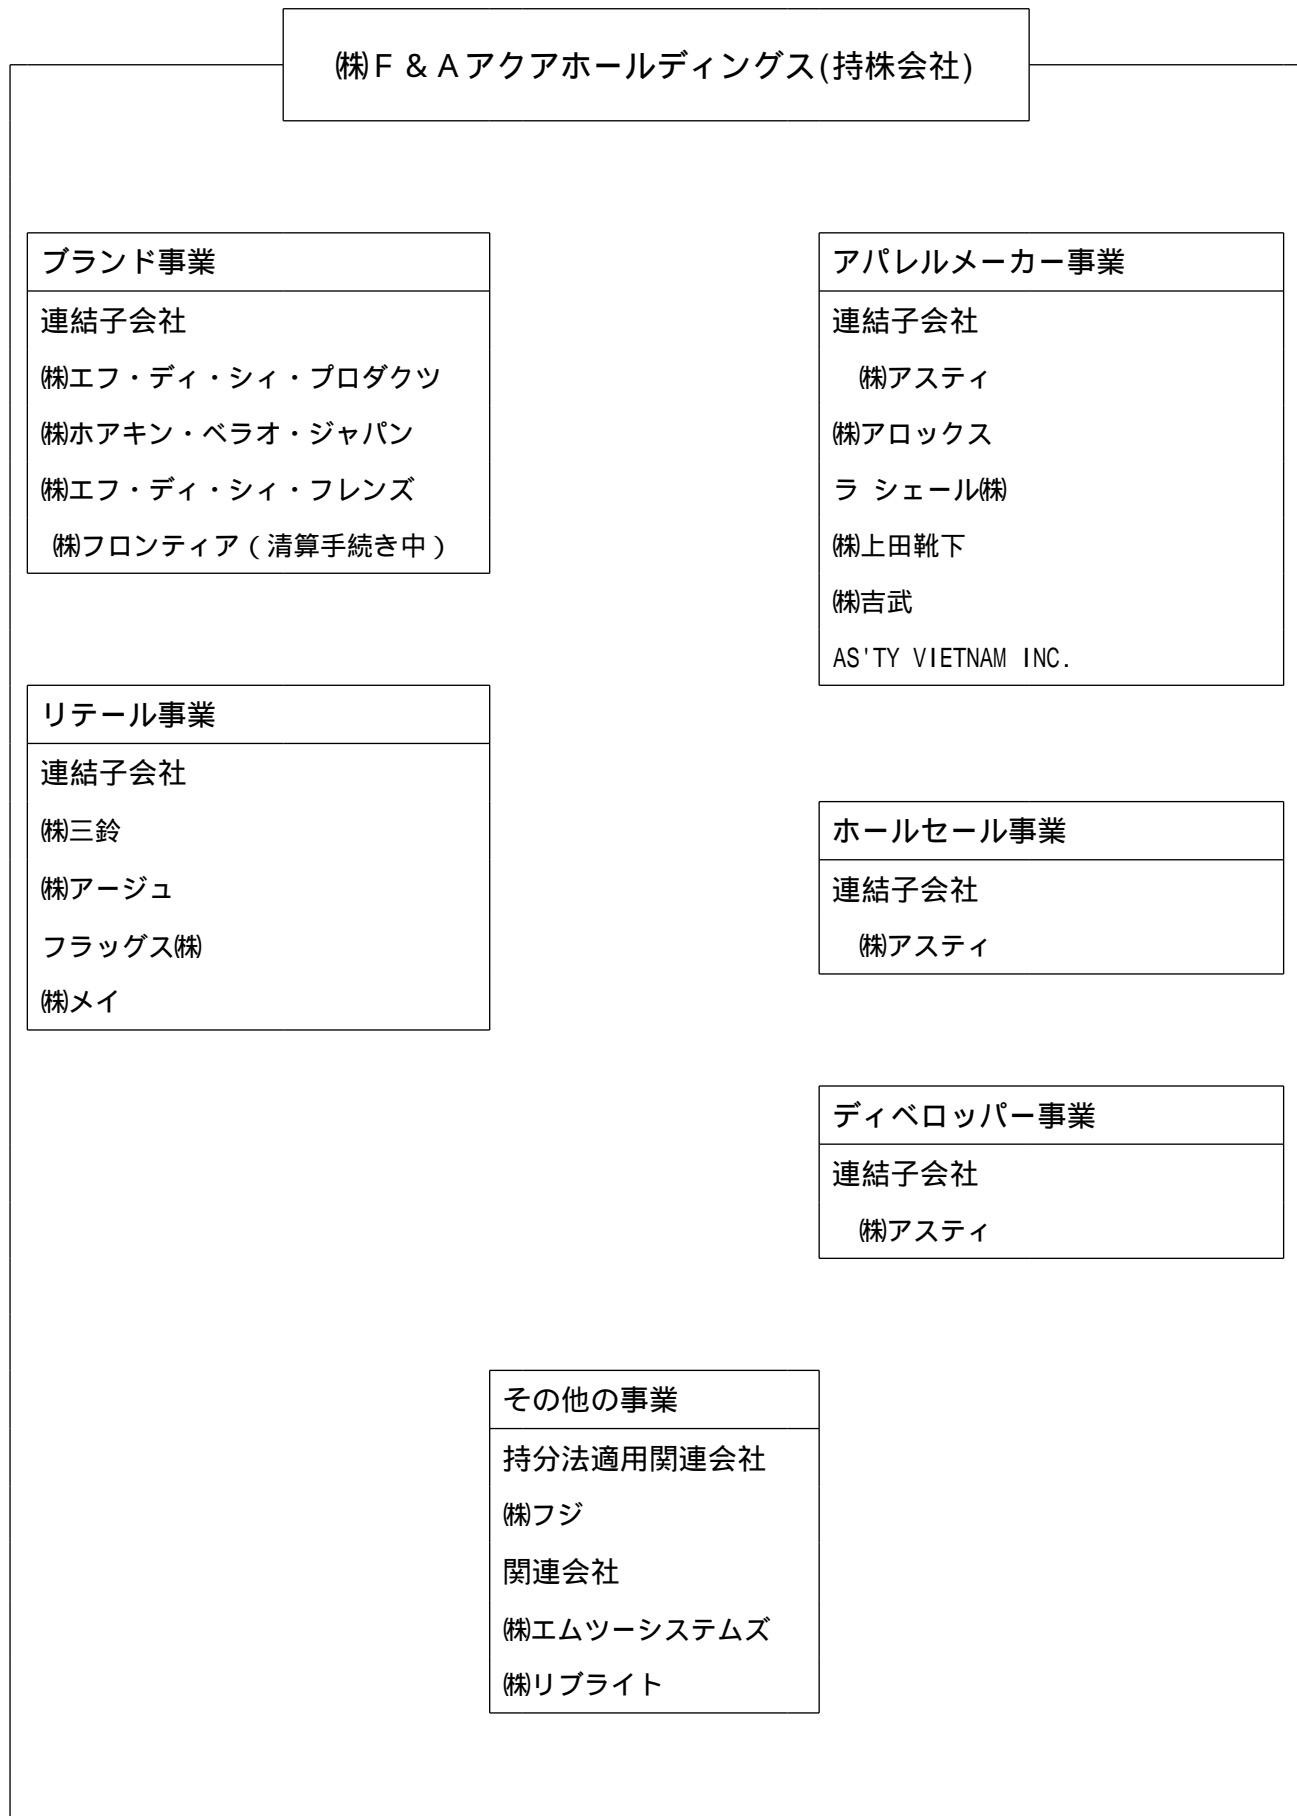 ㈱Ｆ＆Ａアクアホールディングス(持株会社)
ブランド事業
連結子会社
㈱エフ・ディ・シィ・プロダクツ
㈱ホアキン・ベラオ・ジャパン
㈱エフ・ディ・シィ・フレンズ
㈱フロンティア（清算手続き中）
リテール事業
連結子会社
㈱三鈴
㈱アージュ
フラッグス㈱
㈱メイ
アパレルメーカー事業
連結子会社
㈱アスティ
㈱アロックス
ラ シェール㈱
㈱上田靴下
㈱吉武
AS'TY VIETNAM INC.
ホールセール事業
連結子会社
㈱アスティ
ディベロッパー事業
連結子会社
㈱アスティ
その他の事業
持分法適用関連会社
㈱フジ
関連会社
㈱エムツーシステムズ
㈱リブライト